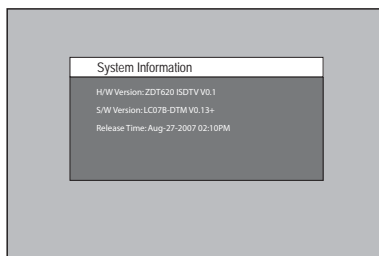 System Information
H/W Version: ZDT620 ISDTV V0.1
S/W Version: LC07B-DTM V0.13+
Release Time: Aug-27-2007 02:10PM